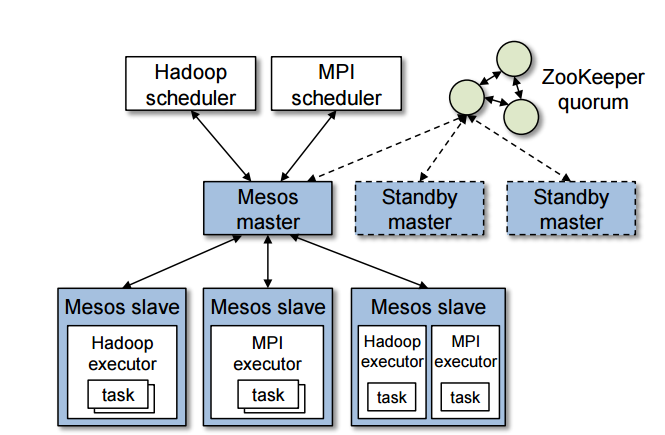 Hadoop
scheduler
MPI
scheduler
ZooKeeper
quorum
Mesos
master
Standby
master
Standby
master
Mesos slave
Hadoop
executor
task
Mesos slave
MPI
executor
task
Mesos slave
Hadoop
executor
task
MPI
executor
task